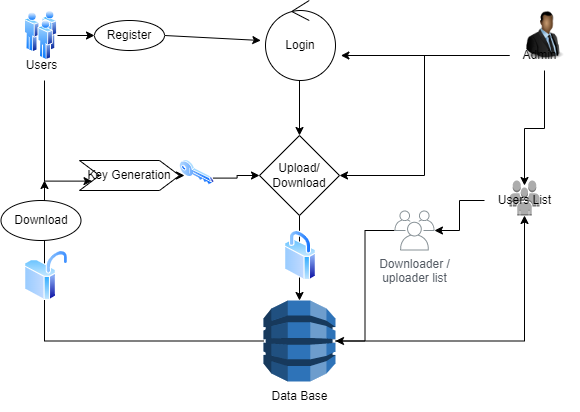 Register
Login
Admin
Users
Key Generation
Upload/
Download
Users List
Download
Downloader /
uploader list
Data Base